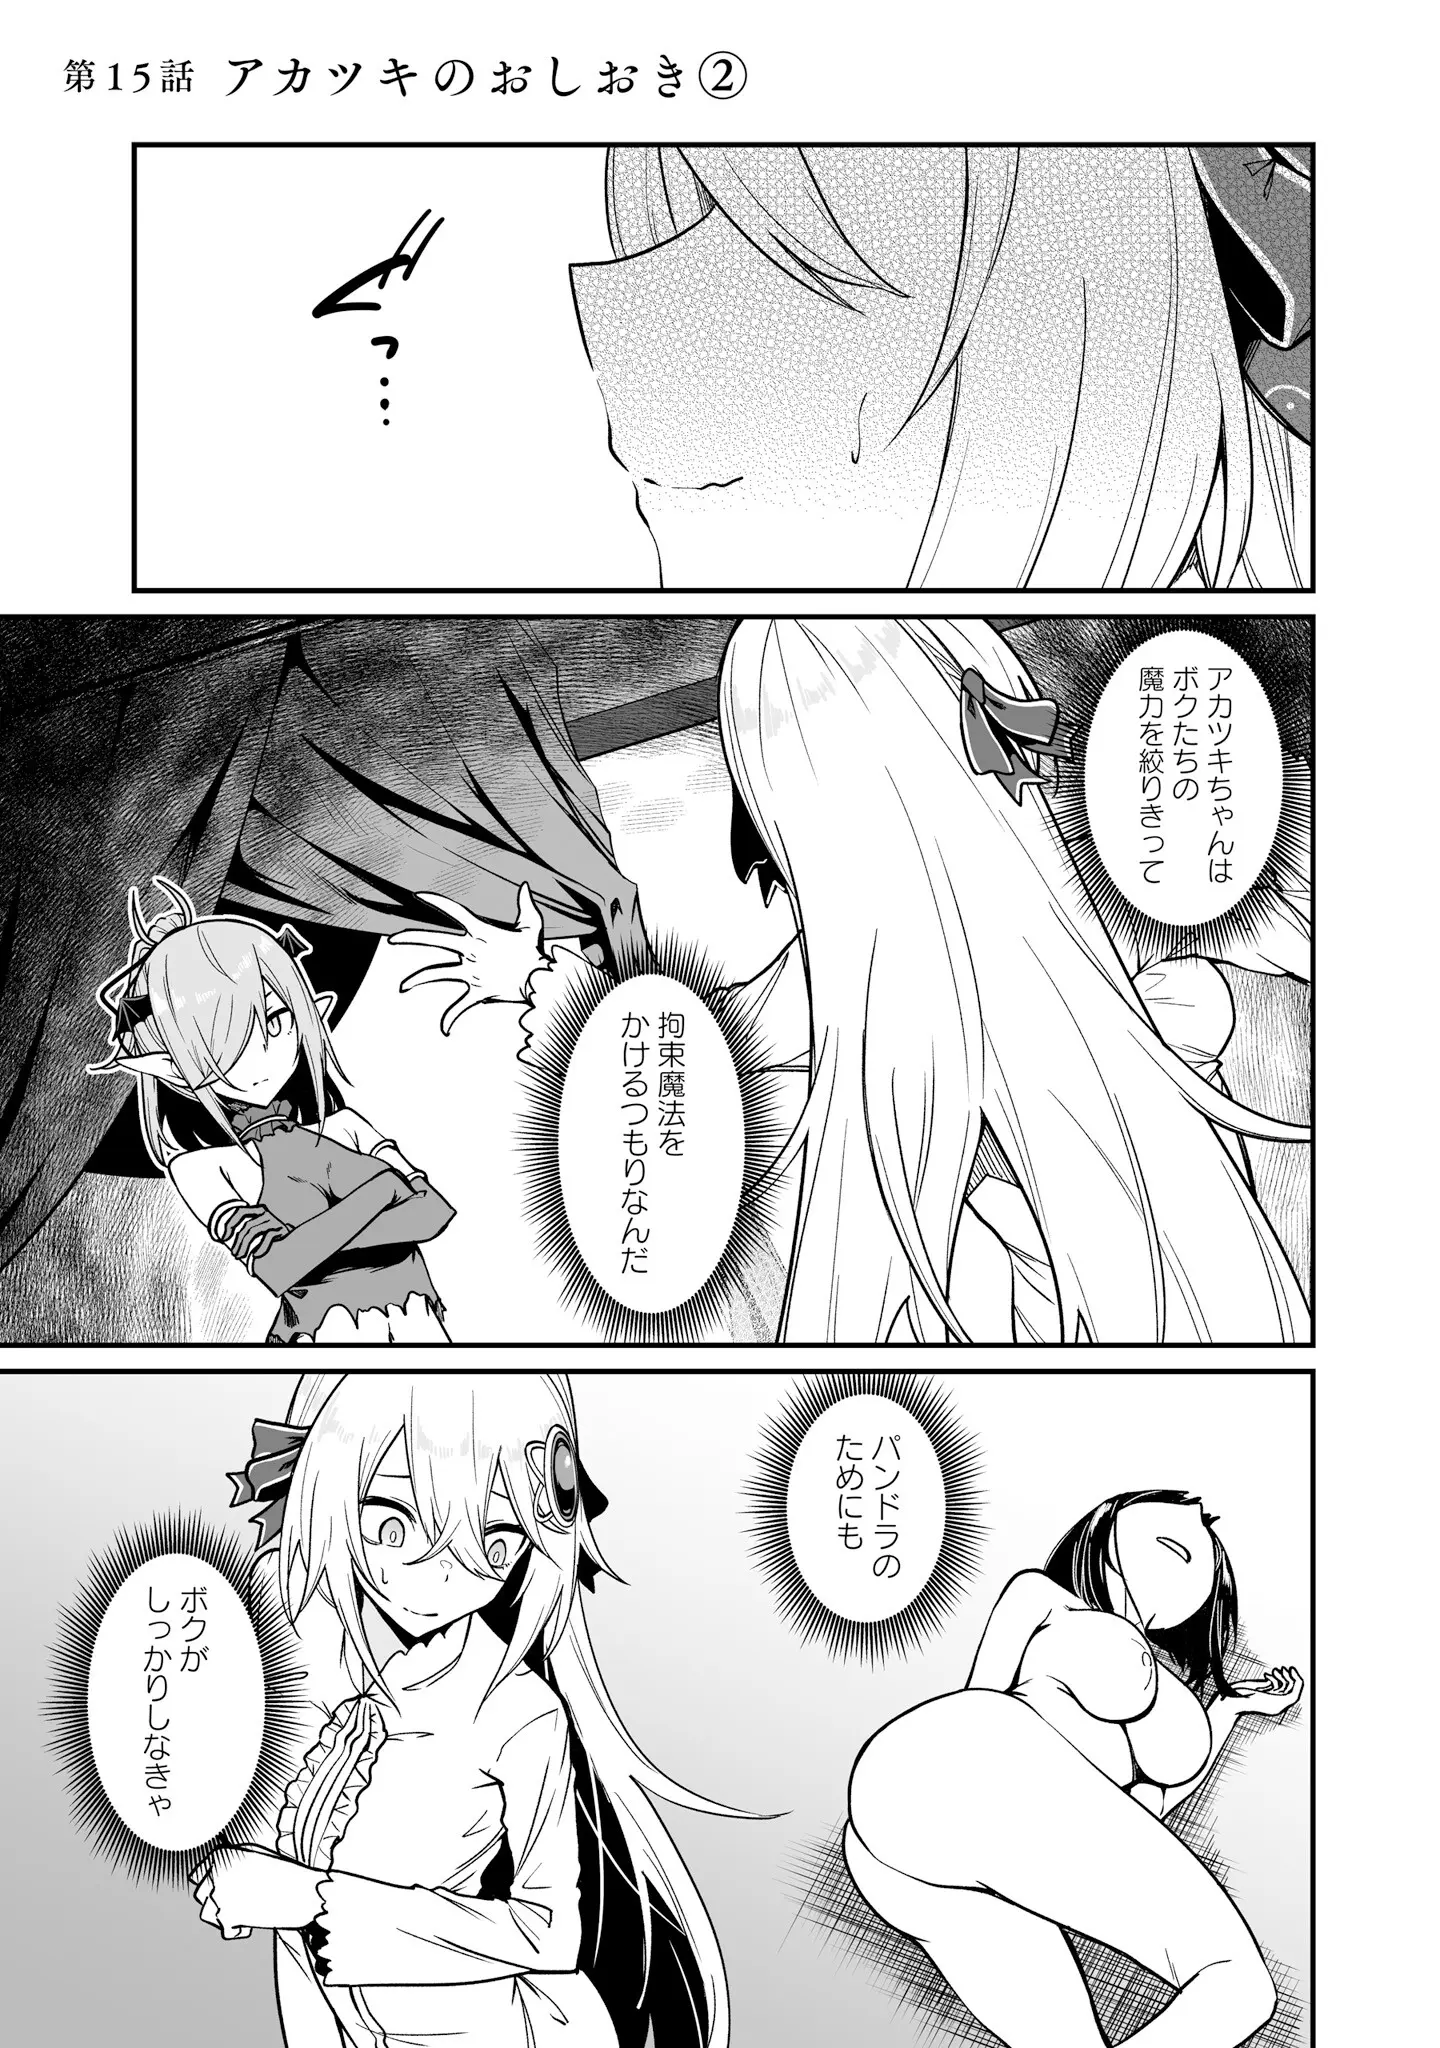 第15話 アカツキのおしおき②
くっ…
アカツキちゃんは
ボクたちの
魔力を絞りきって
拘束魔法を
かけるつもりなんだ
パンドラの
ためにも
ボクが
しっかりしなきゃ